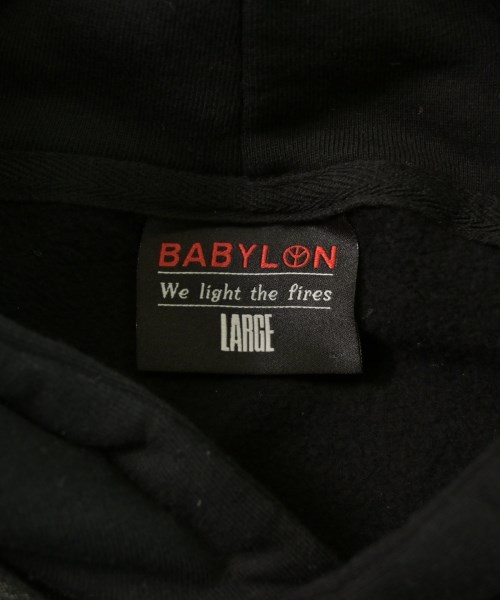 BABYLON
We light the fires
LARGE